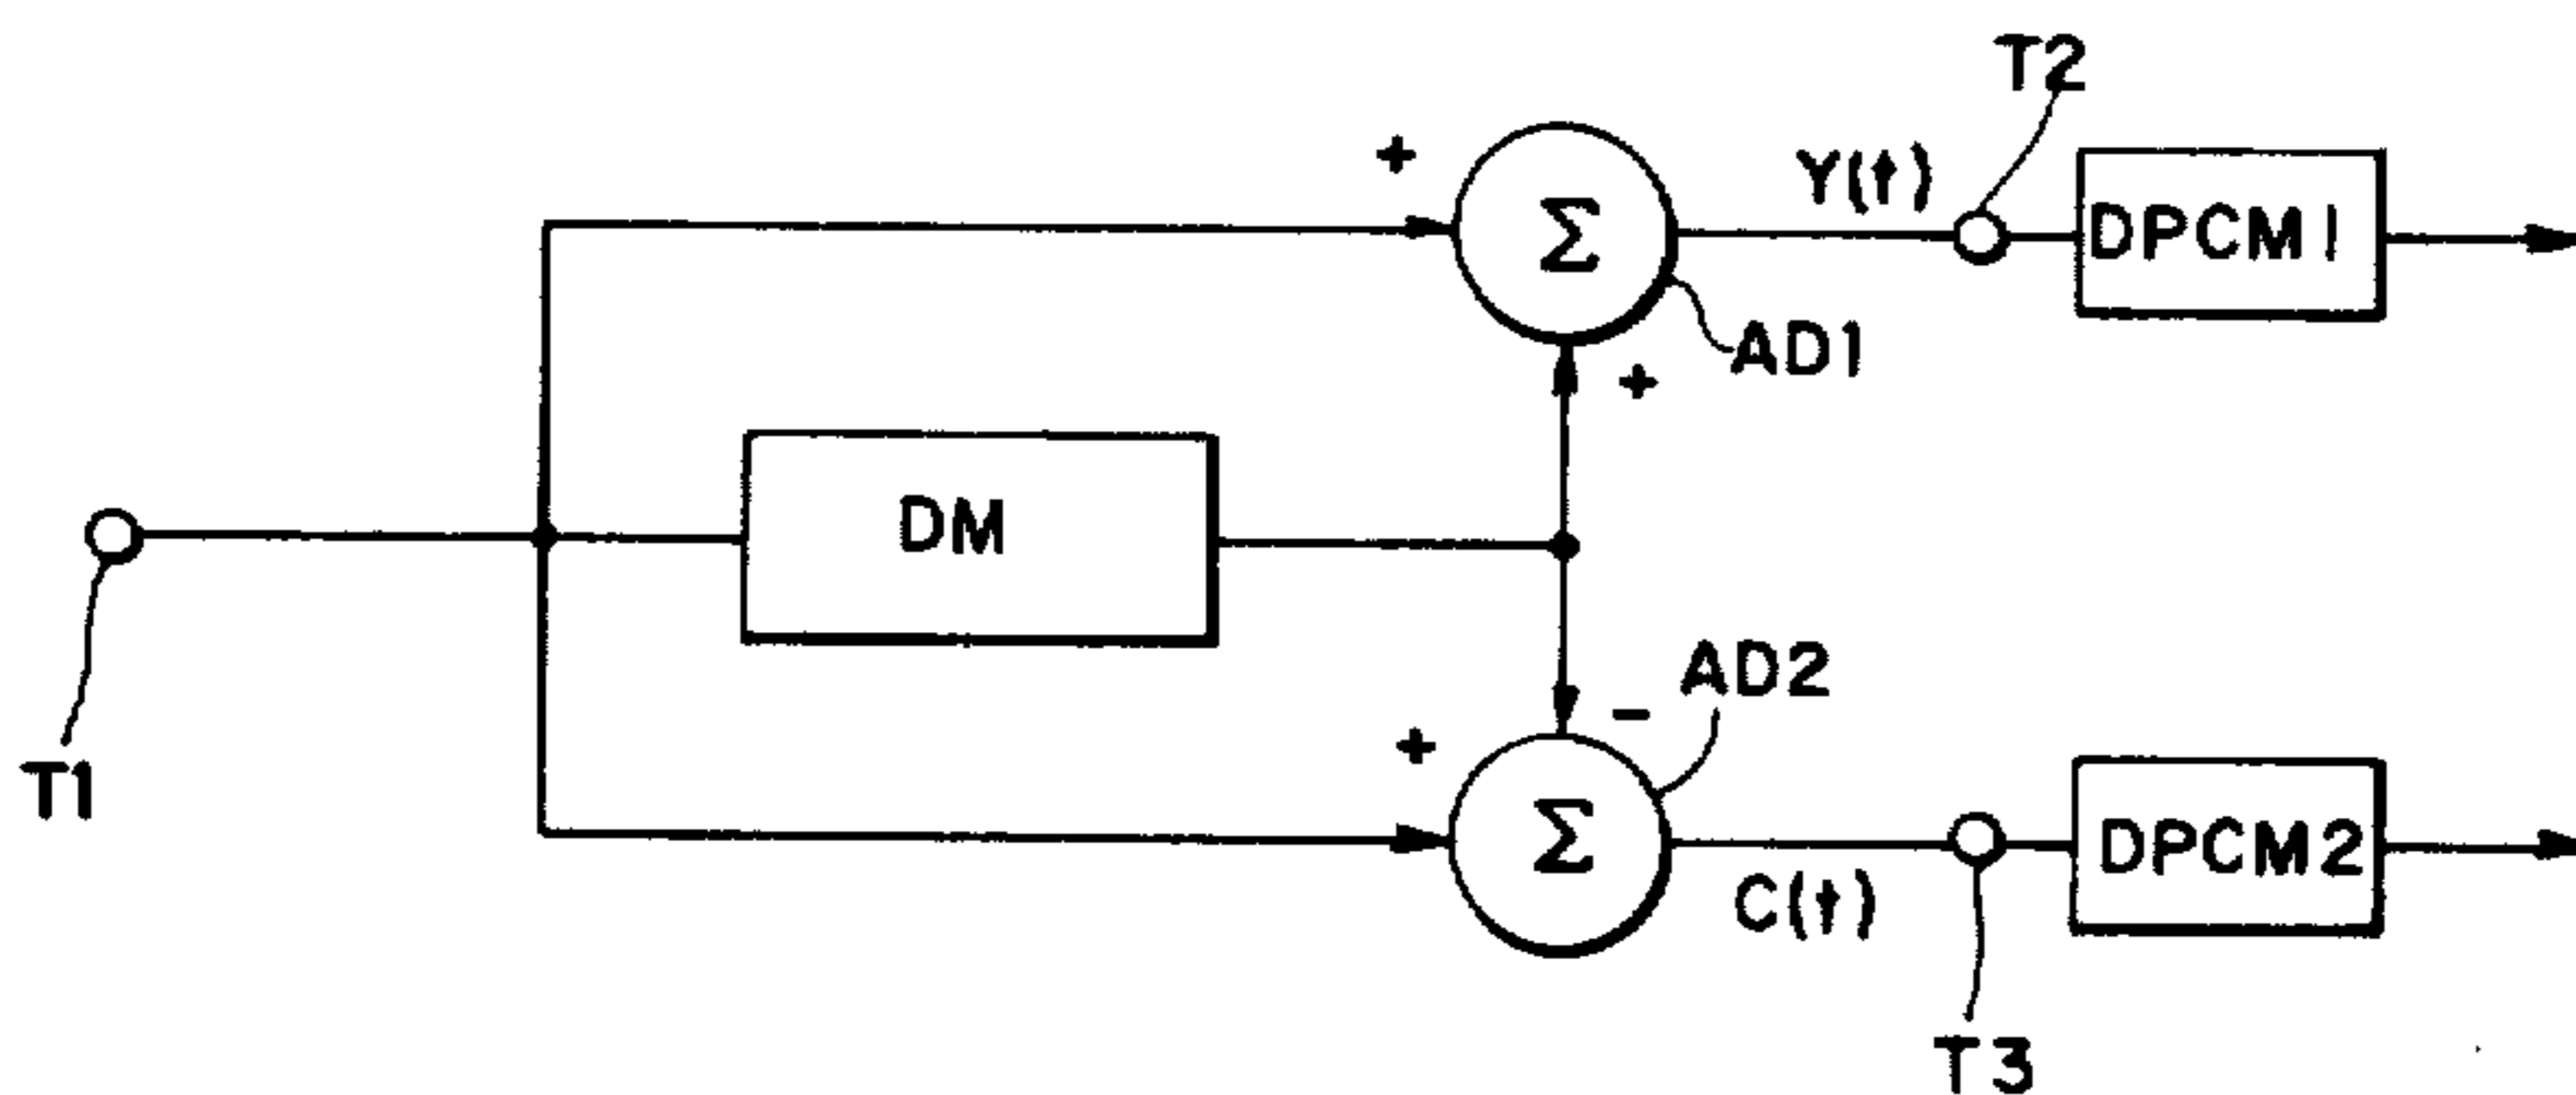 T2
+
Y(t)
Σ
DPCM1
AD1
+
DM
AD2
-
+
T1
Σ
DPCM2
C(t)
T3